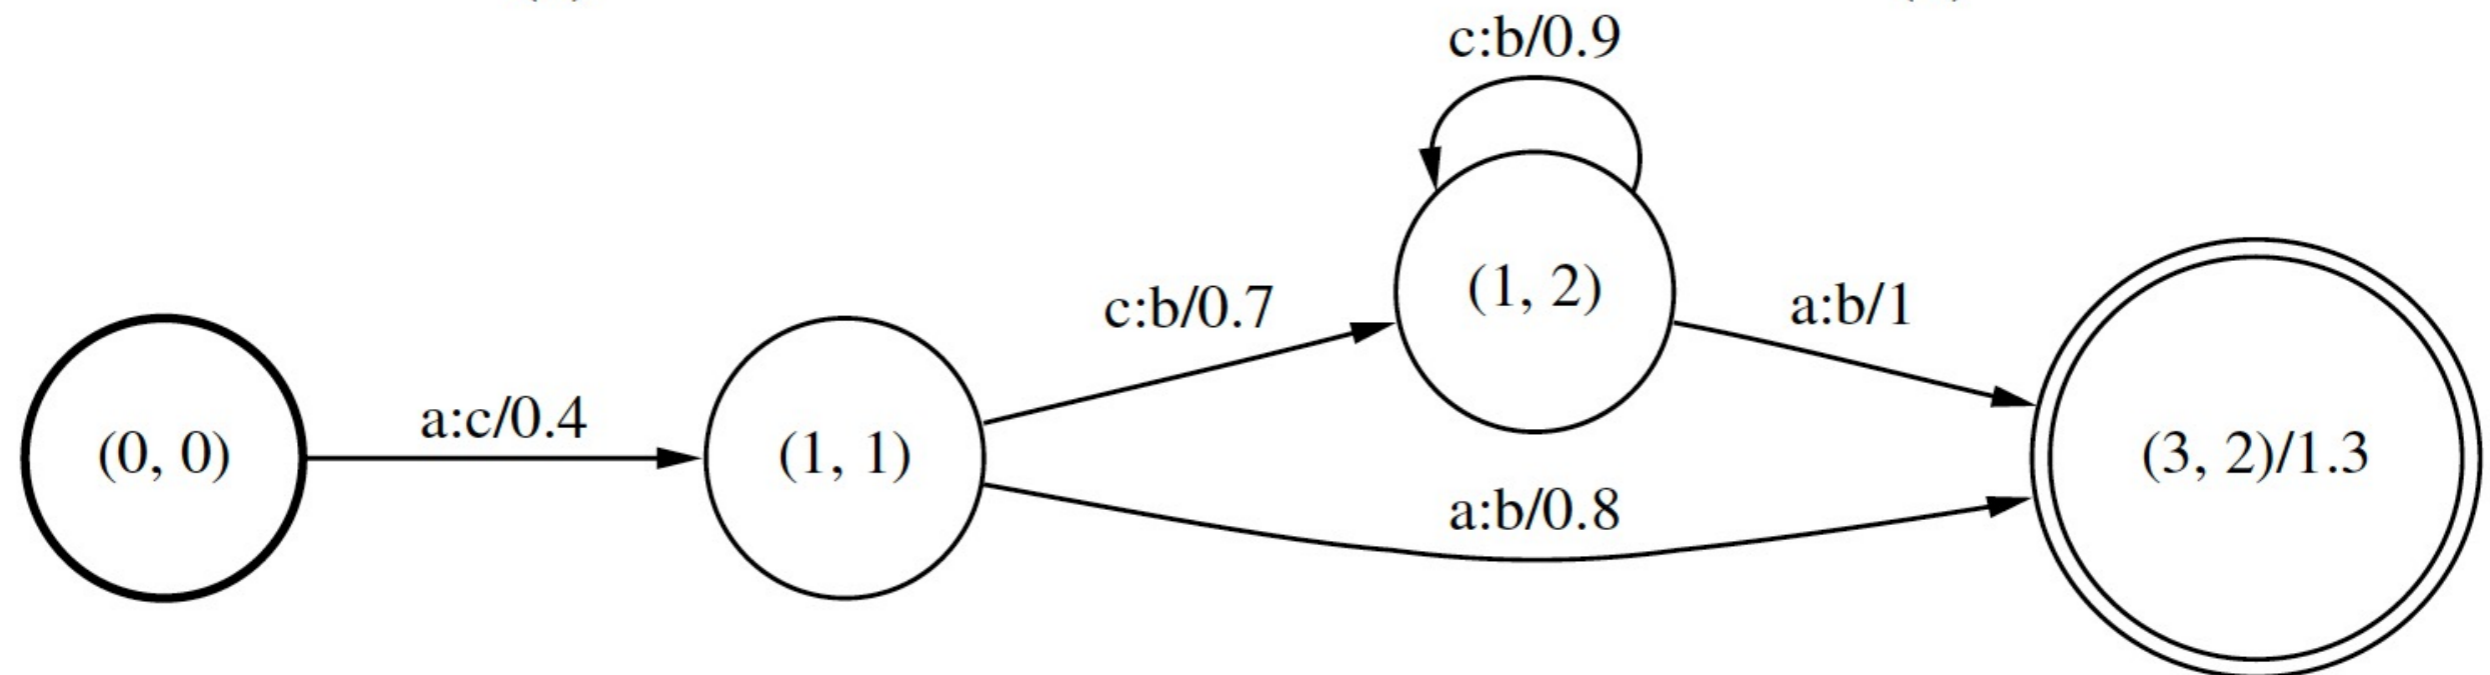 c:b/0.9
(1, 2)
c:b/0.7
a:b/1
a:c/0.4
(0, 0)
(1, 1)
(3, 2)/1.3
a:b/0.8